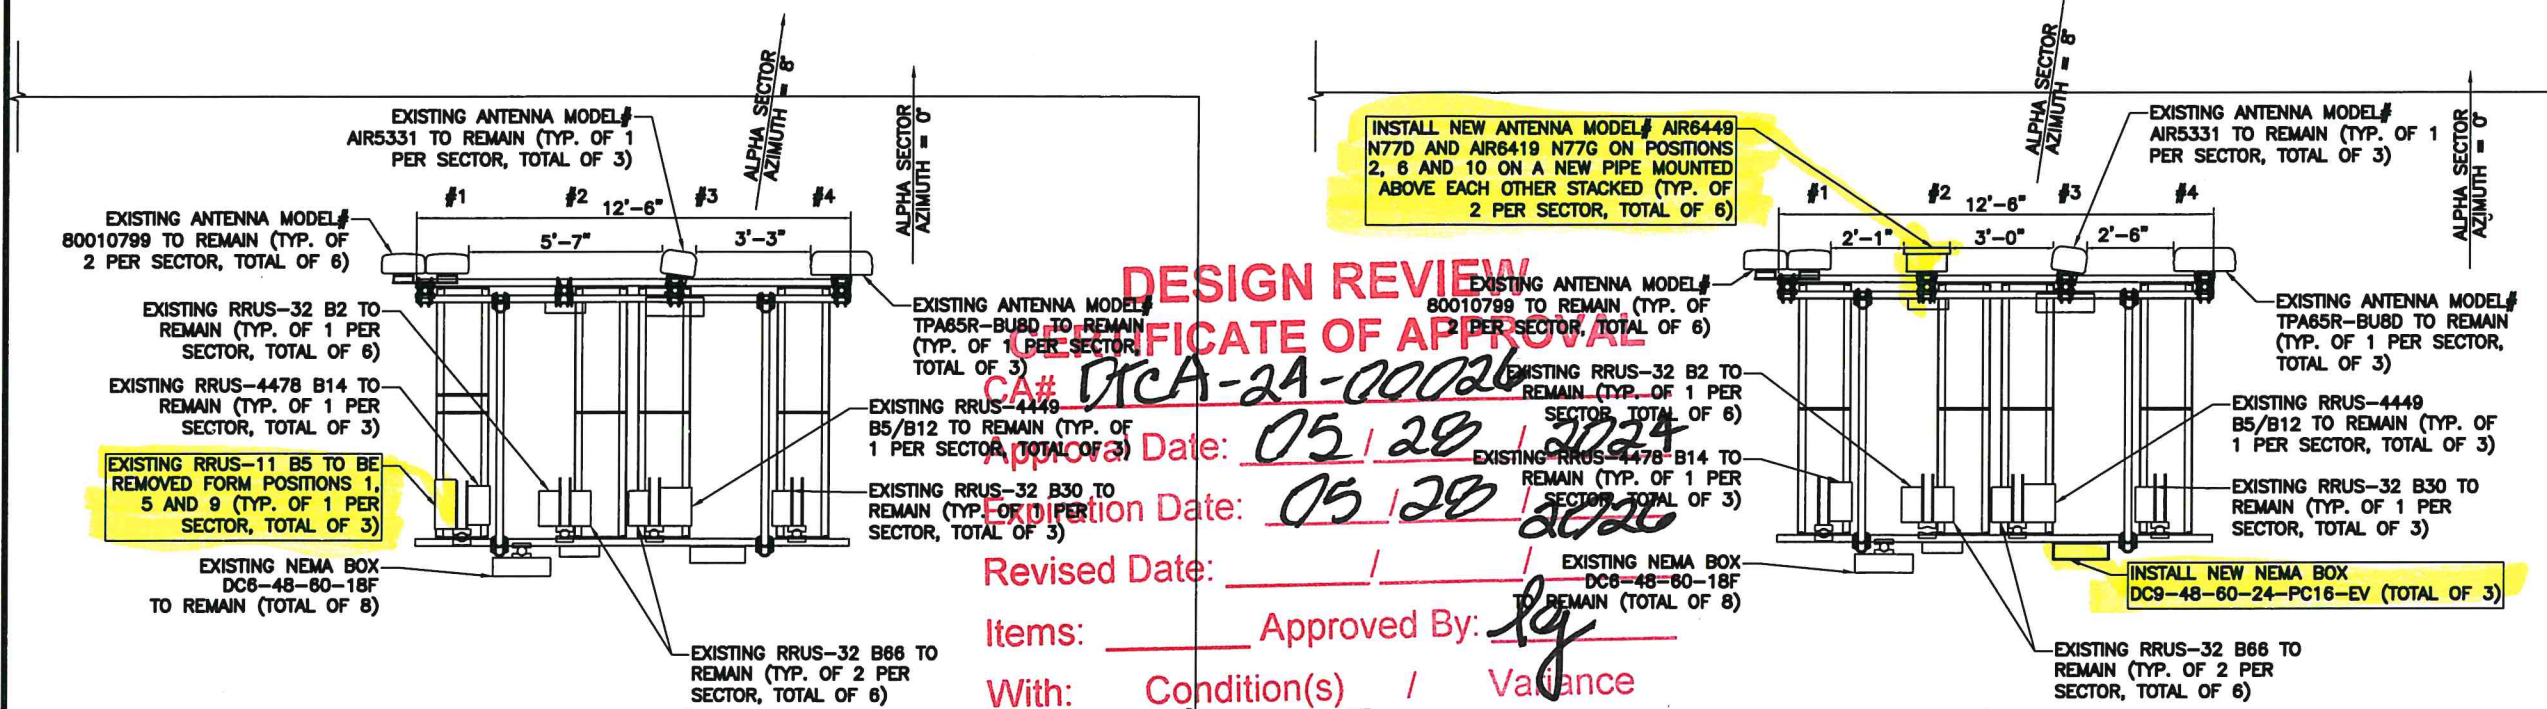 ALPHA SECTOR
AZIMUTH = 8°
ALPHA SECTOR
AZIMUTH = 0°
EXISTING ANTENNA MODEL#
AIR5331 TO REMAIN (TYP. OF 1
PER SECTOR, TOTAL OF 3)
#1 #2 #3 #4
12'-6"
5'-7" 3'-3"
EXISTING ANTENNA MODEL#
80010799 TO REMAIN (TYP. OF
2 PER SECTOR, TOTAL OF 6)
EXISTING RRUS-32 B2 TO
REMAIN (TYP. OF 1 PER
SECTOR, TOTAL OF 6)
EXISTING RRUS-4478 B14 TO
REMAIN (TYP. OF 1 PER
SECTOR, TOTAL OF 3)
EXISTING RRUS-11 B5 TO BE
REMOVED FORM POSITIONS 1,
5 AND 9 (TYP. OF 1 PER
SECTOR, TOTAL OF 3)
EXISTING NEMA BOX
DC6-48-60-18F
TO REMAIN (TOTAL OF 8)
EXISTING ANTENNA MODEL#
TPA65R-BU8D TO REMAIN
(TYP. OF 1 PER SECTOR,
TOTAL OF 3)
EXISTING RRUS-4449
B5/B12 TO REMAIN (TYP. OF
1 PER SECTOR, TOTAL OF 3)
EXISTING RRUS-32 B30 TO
REMAIN (TYP. OF 1 PER
SECTOR, TOTAL OF 3)
EXISTING RRUS-32 B66 TO
REMAIN (TYP. OF 2 PER
SECTOR, TOTAL OF 6)
DESIGN REVIEW
CERTIFICATE OF APPROVAL
CA# DTCA-24-00026
Approval Date: 05 / 28 / 2024
Expiration Date: 05 / 28 / 2026
Revised Date: / /
Items: Approved By: lg
With: Condition(s) / Variance
ALPHA SECTOR
AZIMUTH = 8°
ALPHA SECTOR
AZIMUTH = 0°
INSTALL NEW ANTENNA MODEL# AIR6449
N77D AND AIR6419 N77G ON POSITIONS
2, 6 AND 10 ON A NEW PIPE MOUNTED
ABOVE EACH OTHER STACKED (TYP. OF
2 PER SECTOR, TOTAL OF 6)
EXISTING ANTENNA MODEL#
AIR5331 TO REMAIN (TYP. OF 1
PER SECTOR, TOTAL OF 3)
#1 #2 #3 #4
12'-6"
2'-1" 3'-0" 2'-6"
EXISTING ANTENNA MODEL#
80010799 TO REMAIN (TYP. OF
2 PER SECTOR, TOTAL OF 6)
EXISTING RRUS-32 B2 TO
REMAIN (TYP. OF 1 PER
SECTOR, TOTAL OF 6)
EXISTING RRUS-4478 B14 TO
REMAIN (TYP. OF 1 PER
SECTOR, TOTAL OF 3)
EXISTING NEMA BOX
DC6-48-60-18F
TO REMAIN (TOTAL OF 8)
EXISTING ANTENNA MODEL#
TPA65R-BU8D TO REMAIN
(TYP. OF 1 PER SECTOR,
TOTAL OF 3)
EXISTING RRUS-4449
B5/B12 TO REMAIN (TYP. OF
1 PER SECTOR, TOTAL OF 3)
EXISTING RRUS-32 B30 TO
REMAIN (TYP. OF 1 PER
SECTOR, TOTAL OF 3)
INSTALL NEW NEMA BOX
DC9-48-60-24-PC16-EV (TOTAL OF 3)
EXISTING RRUS-32 B66 TO
REMAIN (TYP. OF 2 PER
SECTOR, TOTAL OF 6)